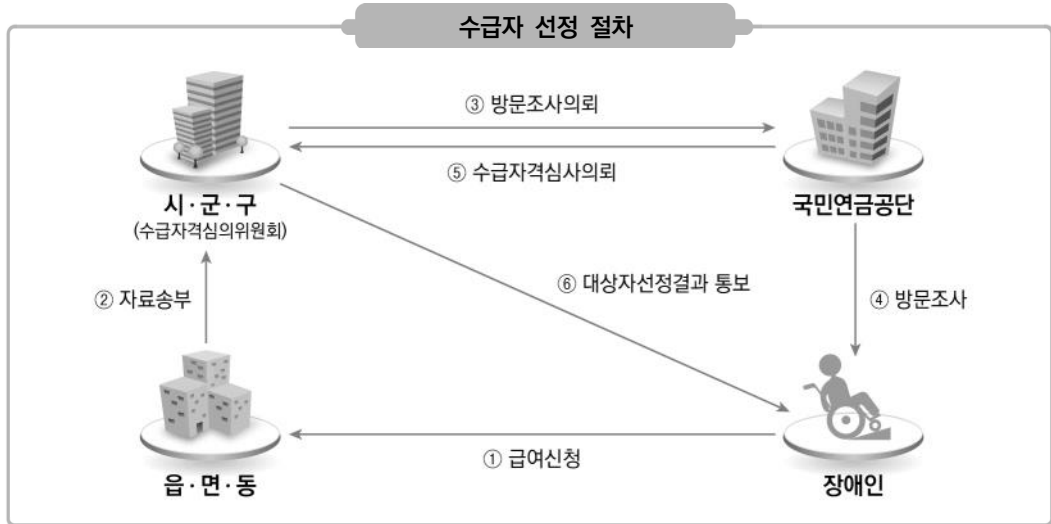 수급자 선정 절차
③ 방문조사의뢰
⑤ 수급자격심사의뢰
시·군·구
(수급자격심의위원회)
국민연금공단
② 자료송부
⑥ 대상자선정결과 통보
④ 방문조사
① 급여신청
읍·면·동
장애인